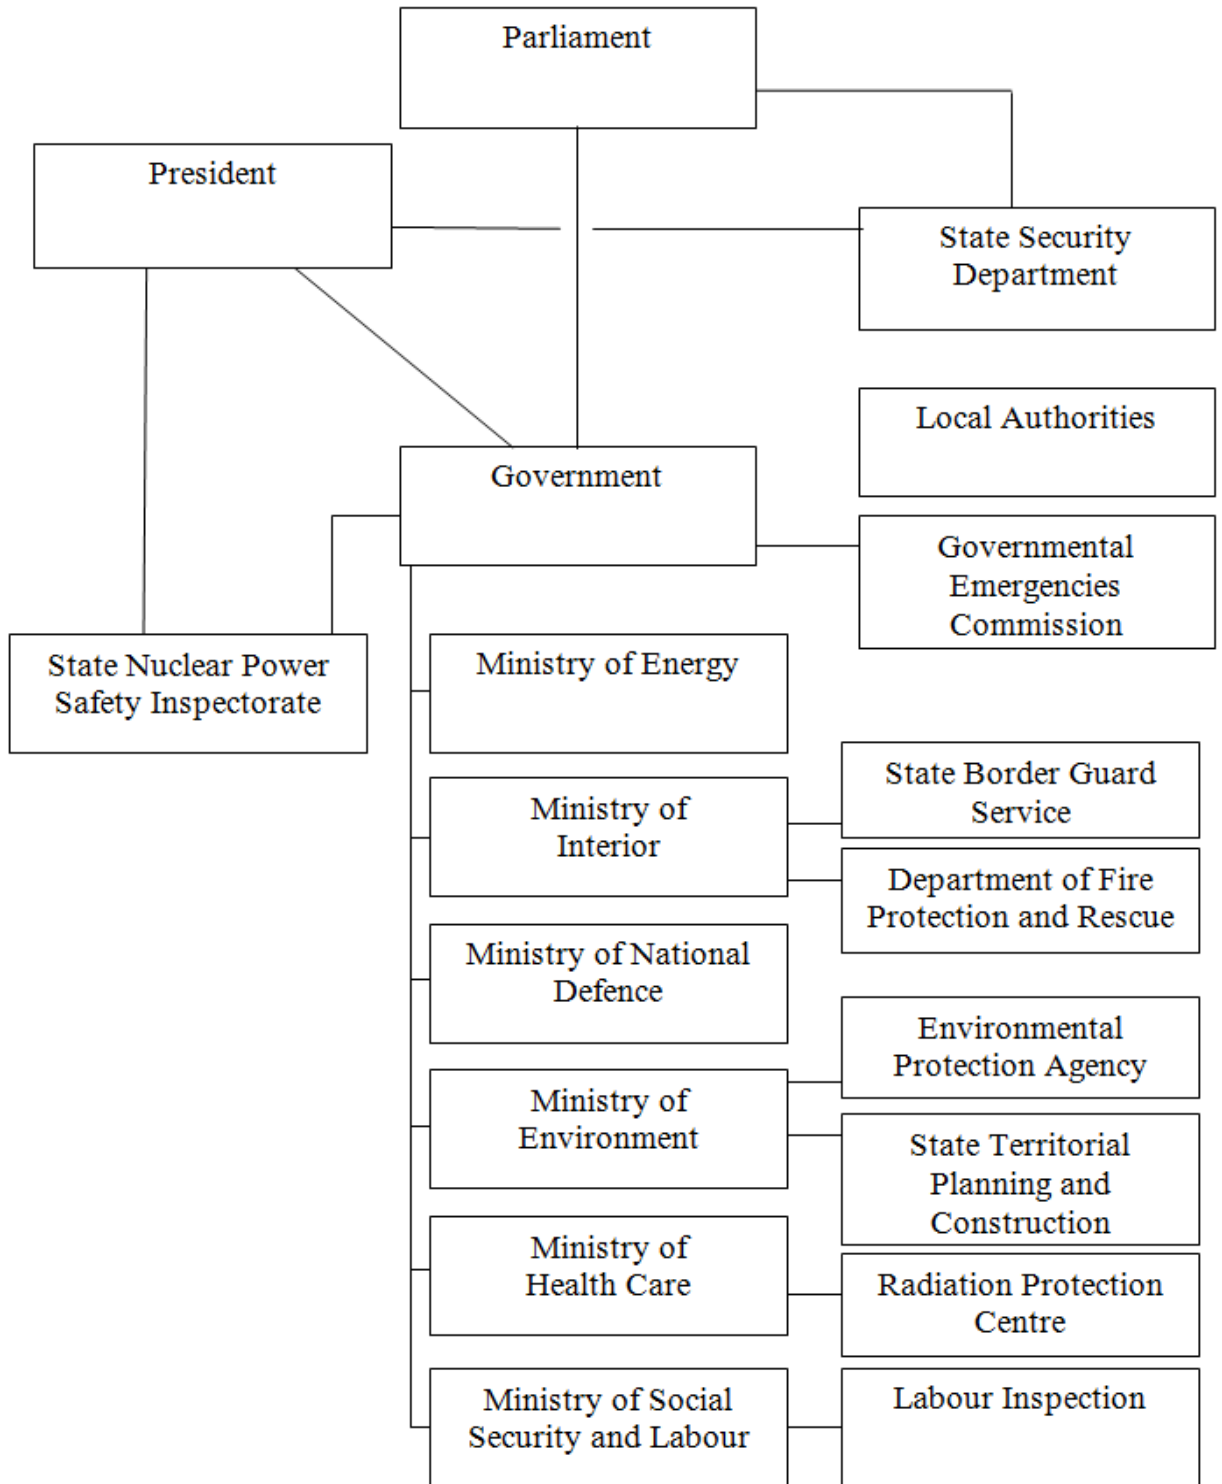 Parliament
President
State Security
Department
Local Authorities
Government
Governmental
Emergencies
Commission
State Nuclear Power
Safety Inspectorate
Ministry of Energy
State Border Guard
Service
Ministry of
Interior
Department of Fire
Protection and Rescue
Ministry of National
Defence
Environmental
Protection Agency
Ministry of
Environment
State Territorial
Planning and
Construction
Ministry of
Health Care
Radiation Protection
Centre
Ministry of Social
Security and Labour
Labour Inspection